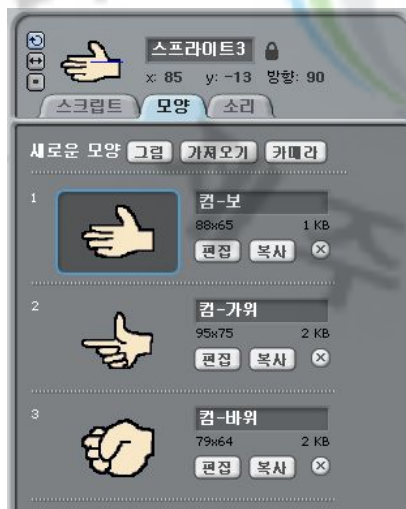 스프라이트3
x: 85 y: -13 방향: 90
스크립트 모양 소리
새로운 모양 그림 가져오기 카메라
1
컴-보
88x65 1 KB
편집 복사
2
컴-가위
95x75 2 KB
편집 복사
3
컴-바위
79x64 2 KB
편집 복사